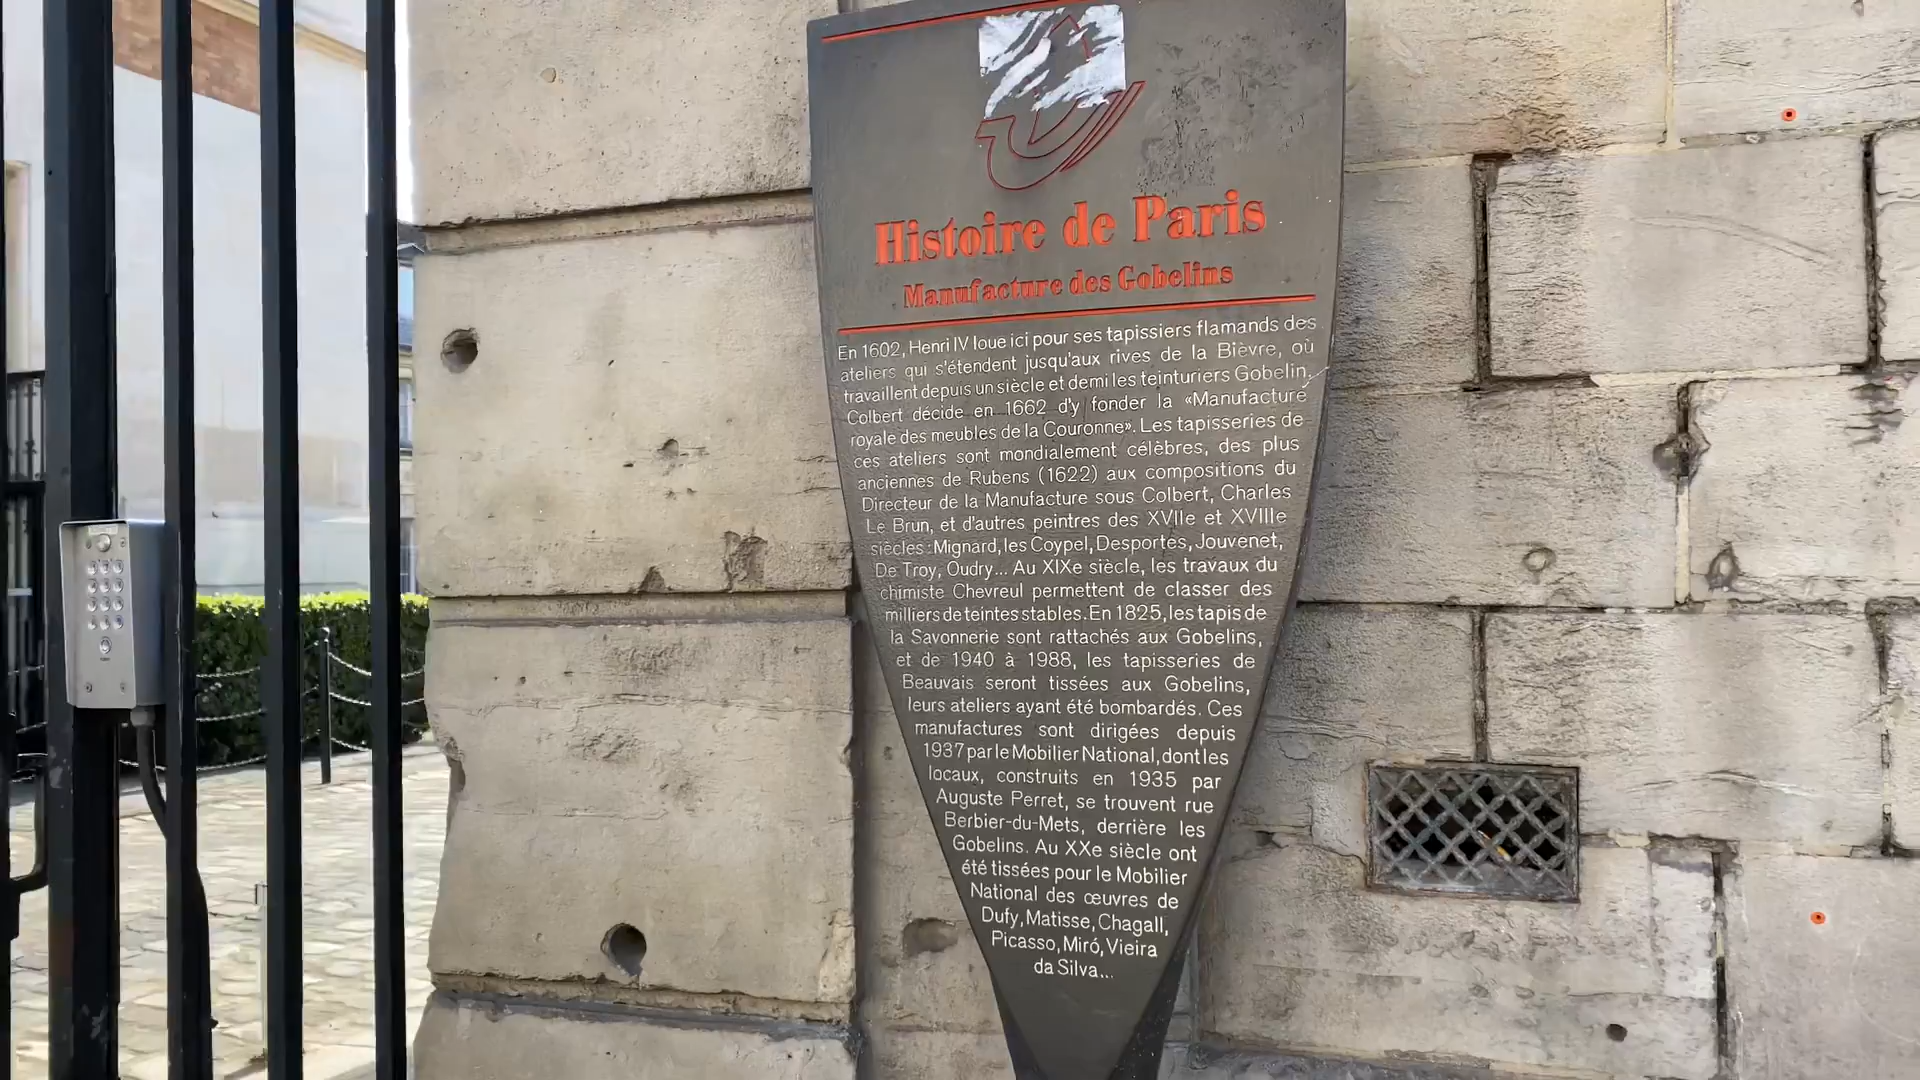 Histoire de Paris
Manufacture des Gobelins
En 1602, Henri IV loue ici pour ses tapissiers flamands des
ateliers qui s'étendent jusqu'aux rives de la Bièvre, où
travaillent depuis un siècle et demi les teinturiers Gobelin.
Colbert décide en 1662 d'y fonder la «Manufacture
royale des meubles de la Couronne». Les tapisseries de
ces ateliers sont mondialement célèbres, des plus
anciennes de Rubens (1622) aux compositions du
Directeur de la Manufacture sous Colbert, Charles
Le Brun, et d'autres peintres des XVIIe et XVIIIe
siècles : Mignard, les Coypel, Desportes, Jouvenet,
De Troy, Oudry... Au XIXe siècle, les travaux du
chimiste Chevreul permettent de classer des
milliers de teintes stables. En 1825, les tapis de
la Savonnerie sont rattachés aux Gobelins,
et de 1940 à 1988, les tapisseries de
Beauvais seront tissées aux Gobelins,
leurs ateliers ayant été bombardés. Ces
manufactures sont dirigées depuis
1937 par le Mobilier National, dont les
locaux, construits en 1935 par
Auguste Perret, se trouvent rue
Berbier-du-Mets, derrière les
Gobelins. Au XXe siècle ont
été tissées pour le Mobilier
National des œuvres de
Dufy, Matisse, Chagall,
Picasso, Miró, Vieira
da Silva...